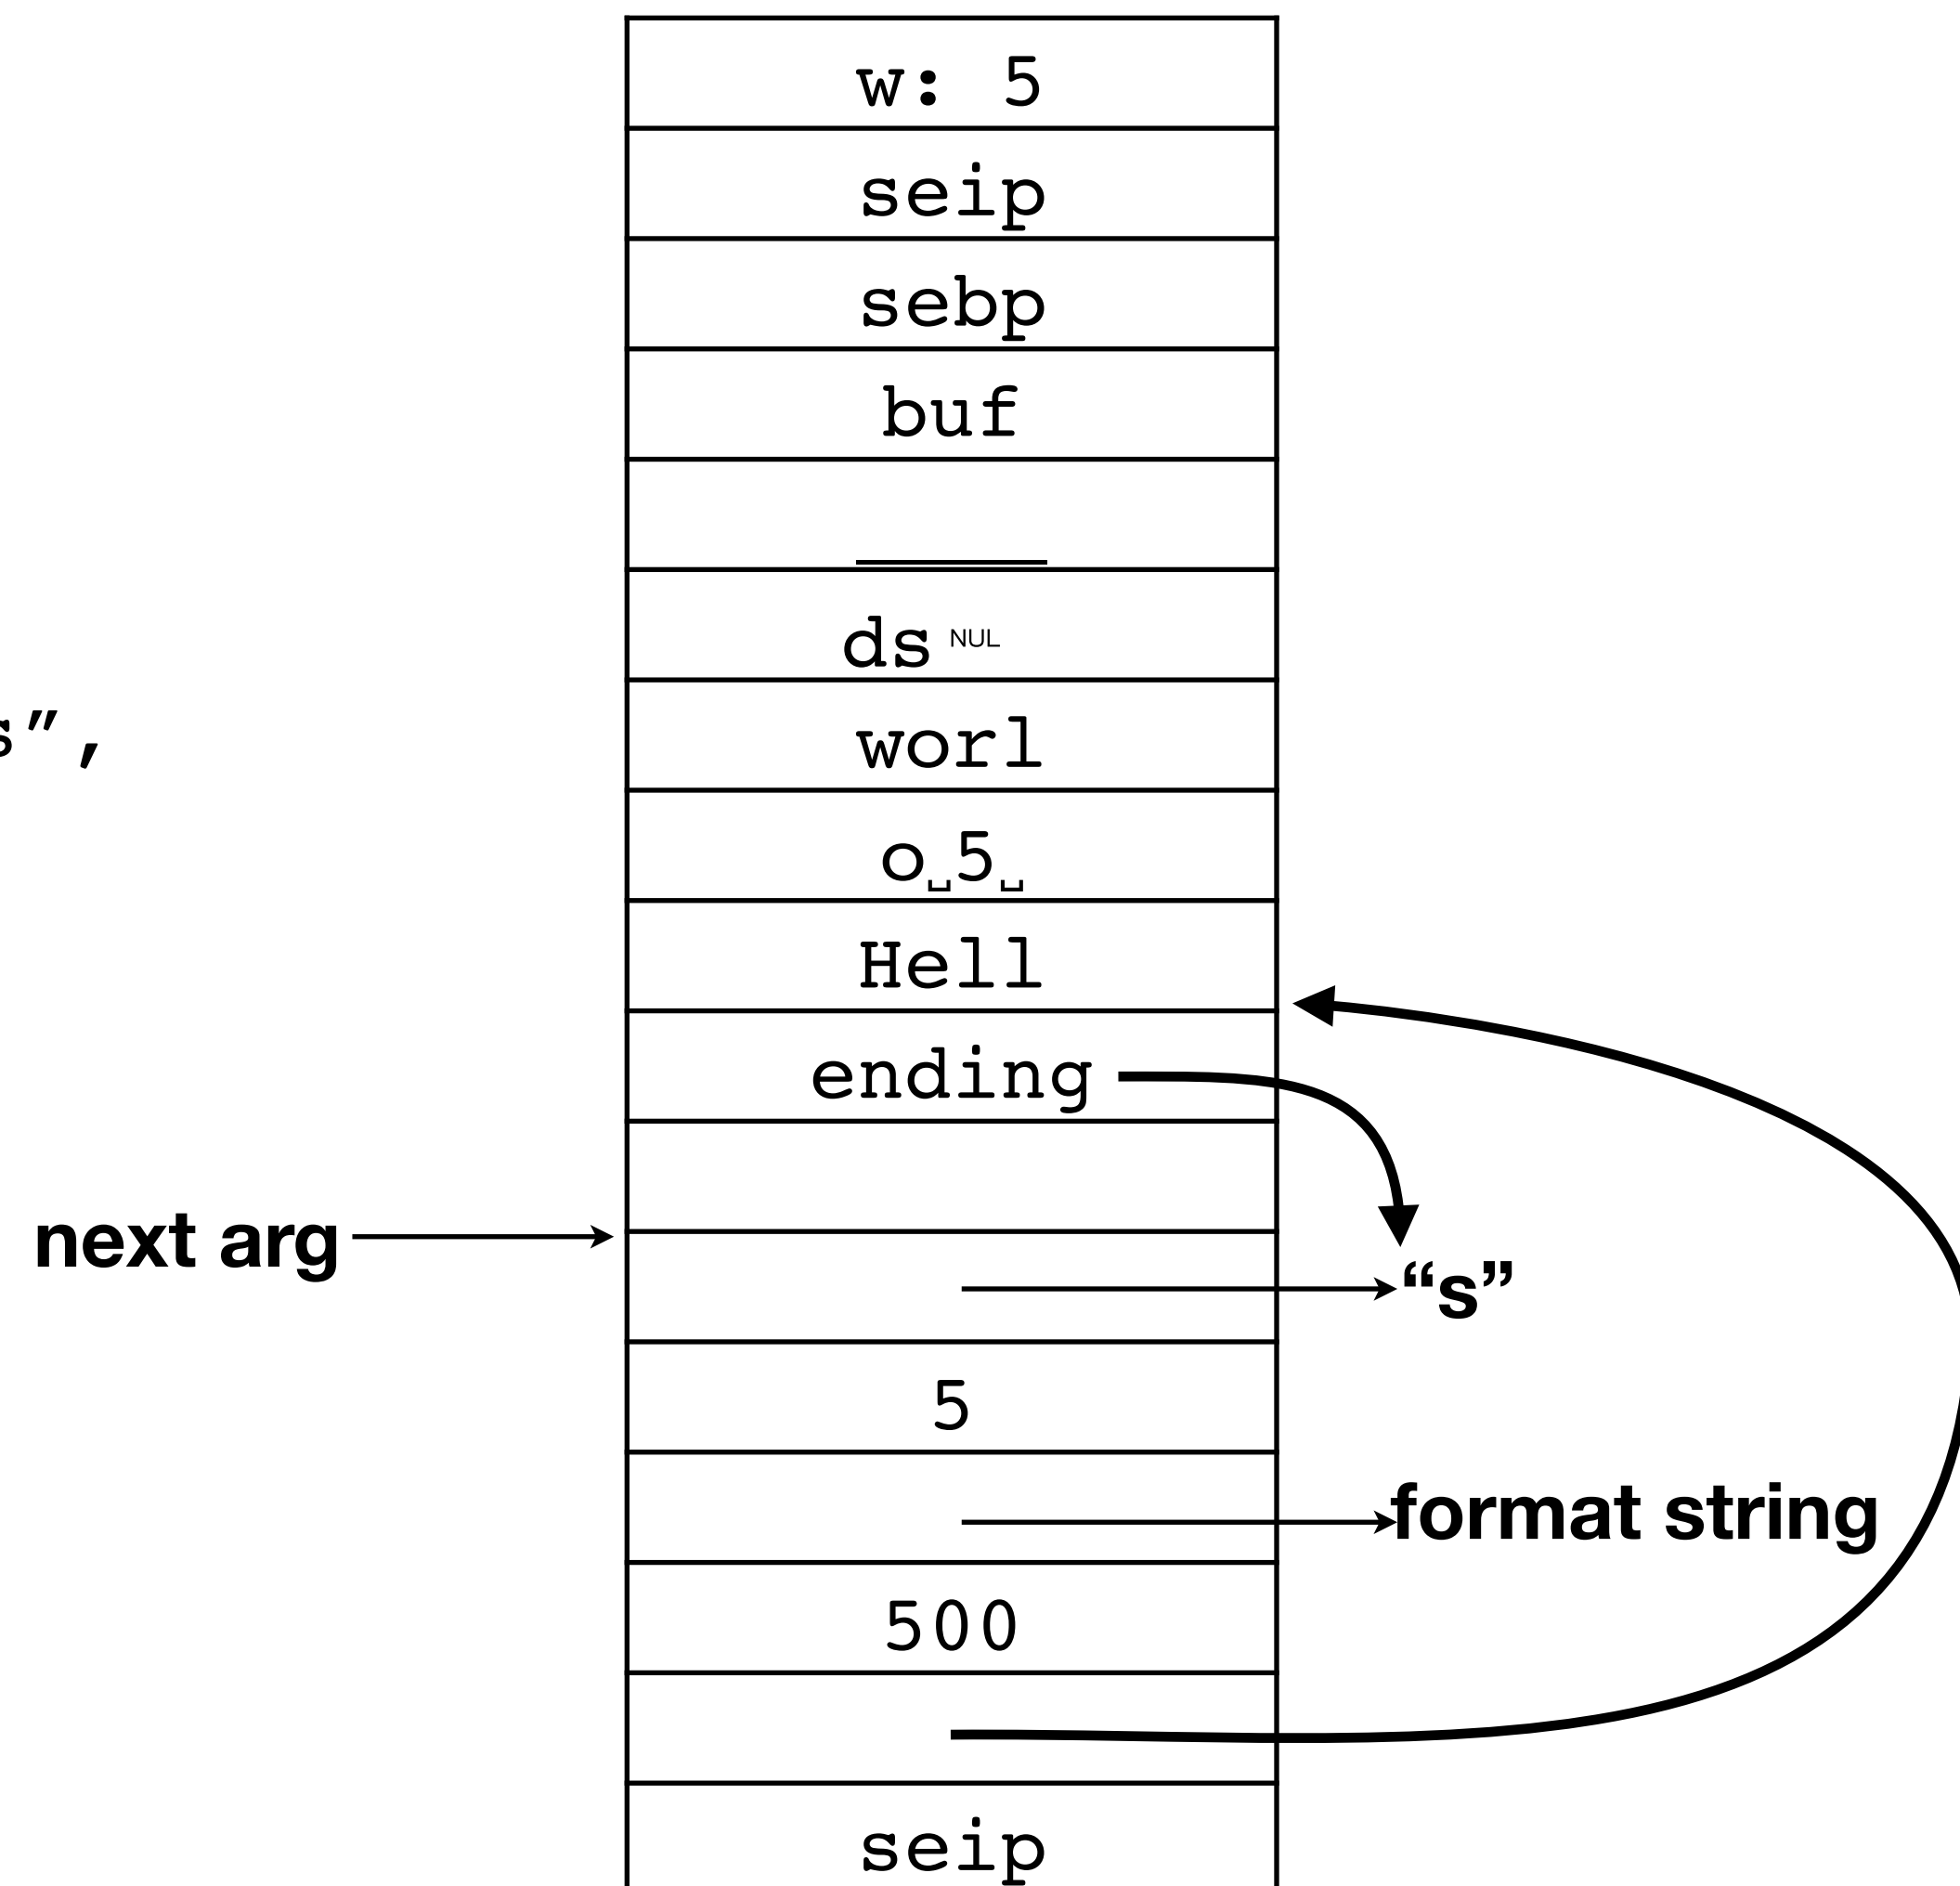 w: 5
seip
sebp
buf
ds NUL
worl
s”,
o␣5␣
Hell
ending
next arg
“s”
5
format string
500
seip